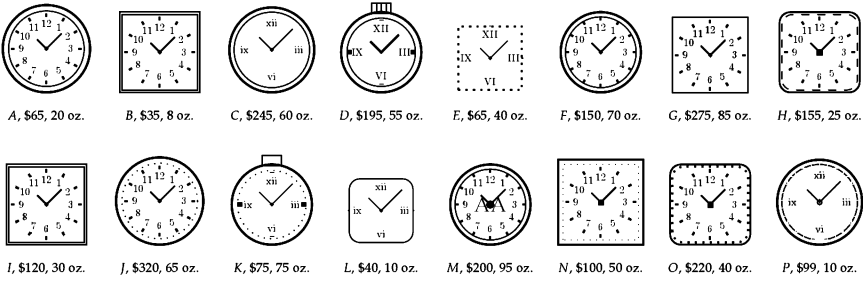 A, $65, 20 oz. B, $35, 8 oz. C, $245, 60 oz. D, $195, 55 oz. E, $65, 40 oz. F, $150, 70 oz. G, $275, 85 oz. H, $155, 25 oz.
I, $120, 30 oz. J, $320, 65 oz. K, $75, 75 oz. L, $40, 10 oz. M, $200, 95 oz. N, $100, 50 oz. O, $220, 40 oz. P, $99, 10 oz.